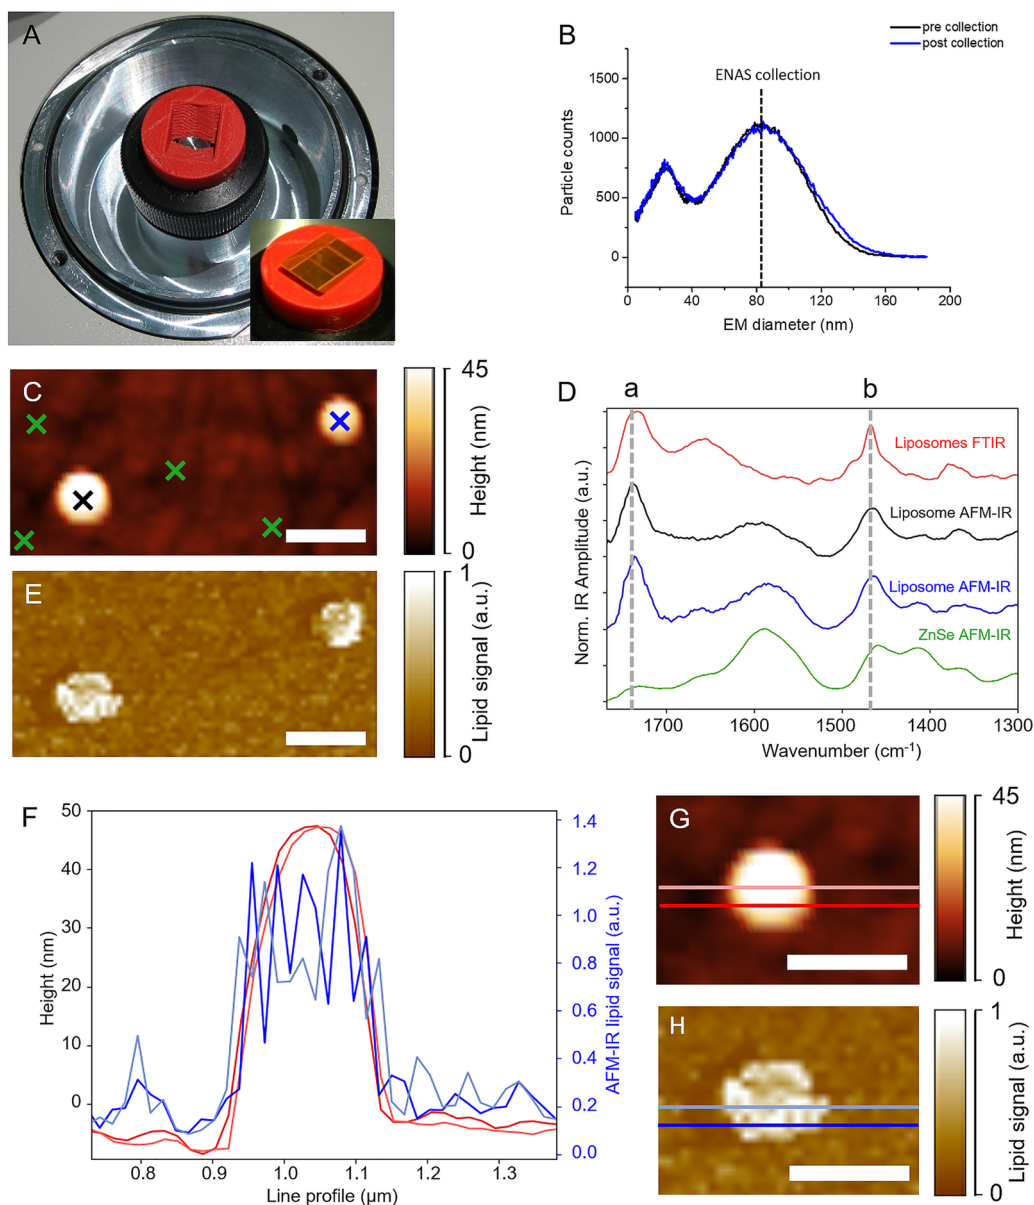 A
B
pre collection
post collection
ENAS collection
Particle counts
1500
1000
500
0
0 40 80 120 160 200
EM diameter (nm)
C
45
Height (nm)
0
E
1
Lipid signal (a.u.)
0
D
a b
Norm. IR Amplitude (a.u.)
Liposomes FTIR
Liposome AFM-IR
Liposome AFM-IR
ZnSe AFM-IR
1700 1600 1500 1400 1300
Wavenumber (cm-1)
F
Height (nm)
50
40
30
20
10
0
1.4
1.2
1.0
0.8
0.6
0.4
0.2
0.0
AFM-IR lipid signal (a.u.)
0.8 0.9 1.0 1.1 1.2 1.3
Line profile (µm)
G
45
Height (nm)
0
H
1
Lipid signal (a.u.)
0